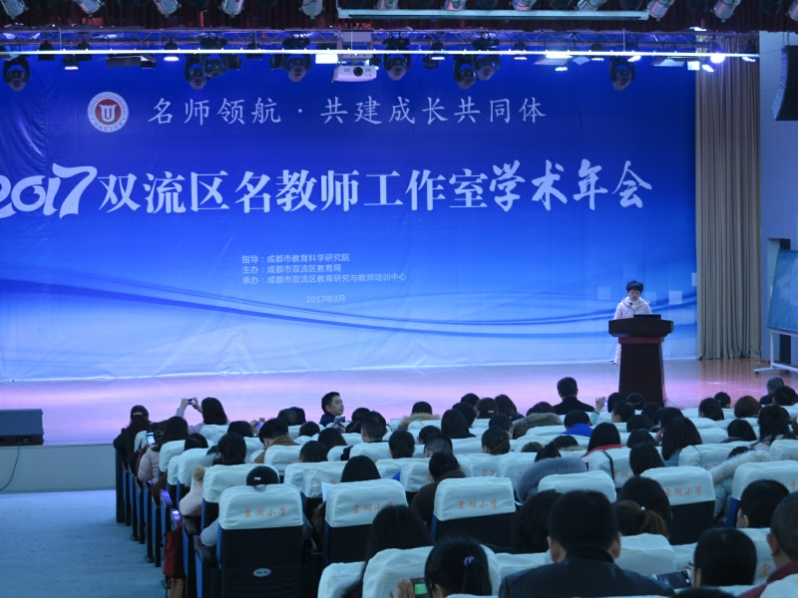 名师领航·共建成长共同体
2017双流区名教师工作室学术年会
指导：成都市教育科学研究院
主办：成都市双流区教育局
承办：成都市双流区教育研究与教师培训中心
2017年3月